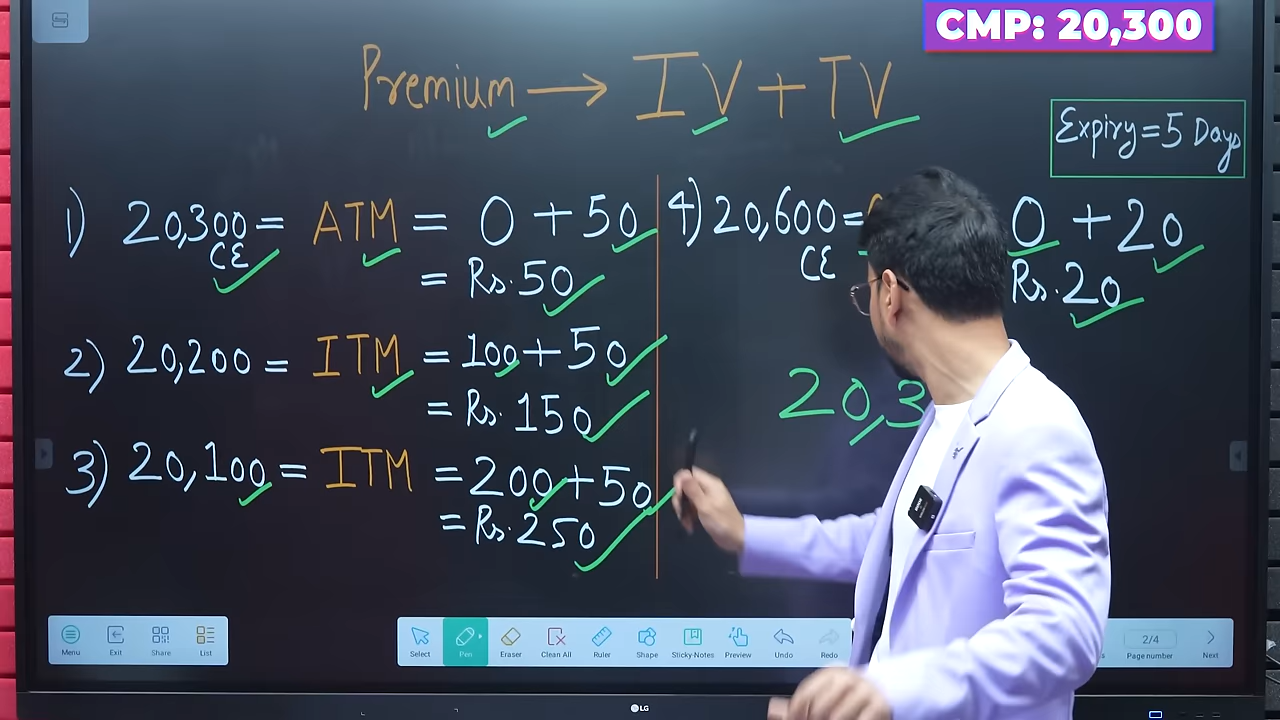 CMP: 20,300
Premium → IV + TV
Expiry = 5 Days
1) 20,300 = ATM = 0 + 50
CE
= Rs. 50
2) 20,200 = ITM = 100 + 50
= Rs. 150
3) 20,100 = ITM = 200 + 50
= Rs. 250
4) 20,600 = 0 + 20
CE
Rs. 20
20,3
Menu Exit Share List
Select Pen Eraser Clean All Ruler Shape Sticky-Notes Preview Undo Redo
2/4
Page number Next
LG